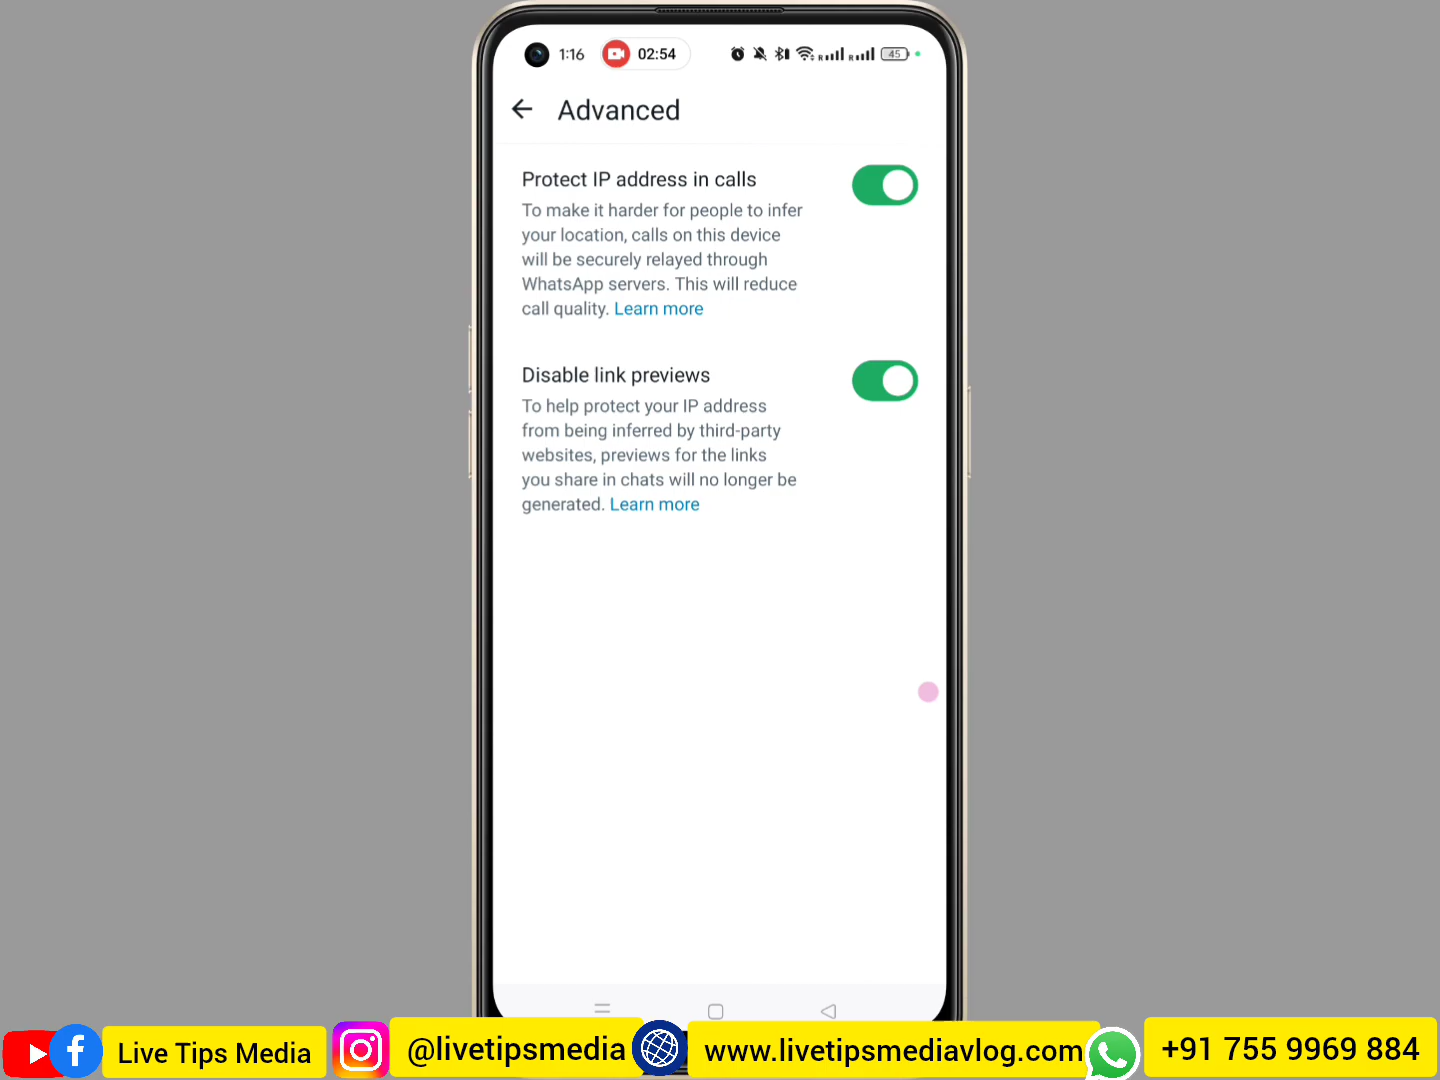 1:16
02:54
R
R
45
Advanced
Protect IP address in calls
To make it harder for people to infer
your location, calls on this device
will be securely relayed through
WhatsApp servers. This will reduce
call quality. Learn more
Disable link previews
To help protect your IP address
from being inferred by third-party
websites, previews for the links
you share in chats will no longer be
generated. Learn more
Live Tips Media
@livetipsmedia
www.livetipsmediavlog.com
+91 755 9969 884